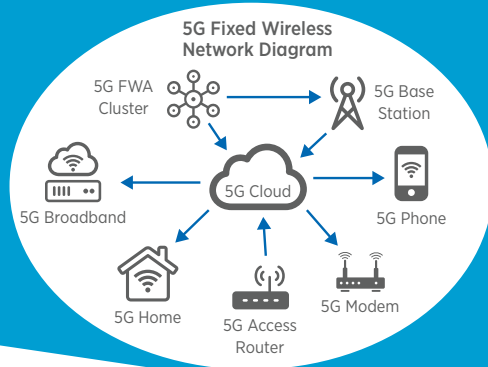 5G Fixed Wireless
Network Diagram
5G FWA
Cluster
5G Base
Station
5G Cloud
5G Broadband
5G Phone
5G Home
5G Access
Router
5G Modem